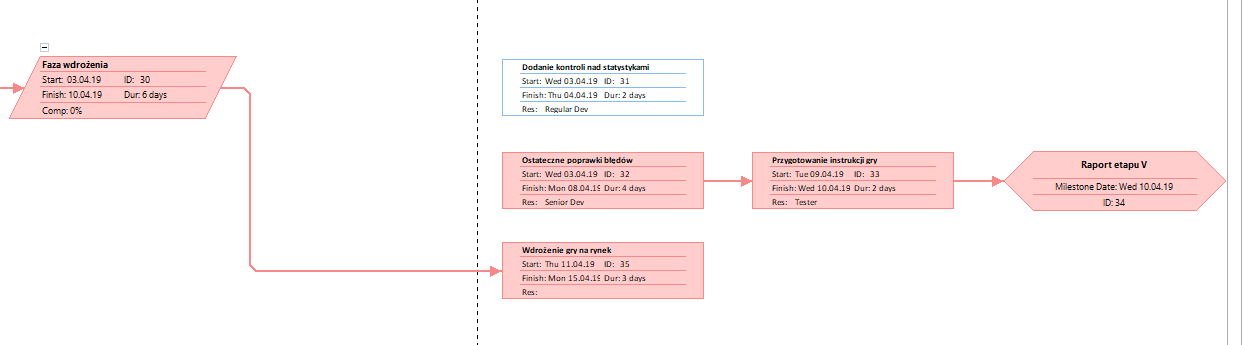 Faza wdrożenia
Start: 03.04.19 ID: 30
Finish: 10.04.19 Dur: 6 days
Comp: 0%
Dodanie kontroli nad statystykami
Start: Wed 03.04.19 ID: 31
Finish: Thu 04.04.19 Dur: 2 days
Res: Regular Dev
Ostateczne poprawki błędów
Start: Wed 03.04.19 ID: 32
Finish: Mon 08.04.19 Dur: 4 days
Res: Senior Dev
Przygotowanie instrukcji gry
Start: Tue 09.04.19 ID: 33
Finish: Wed 10.04.19 Dur: 2 days
Res: Tester
Raport etapu V
Milestone Date: Wed 10.04.19
ID: 34
Wdrożenie gry na rynek
Start: Thu 11.04.19 ID: 35
Finish: Mon 15.04.19 Dur: 3 days
Res: